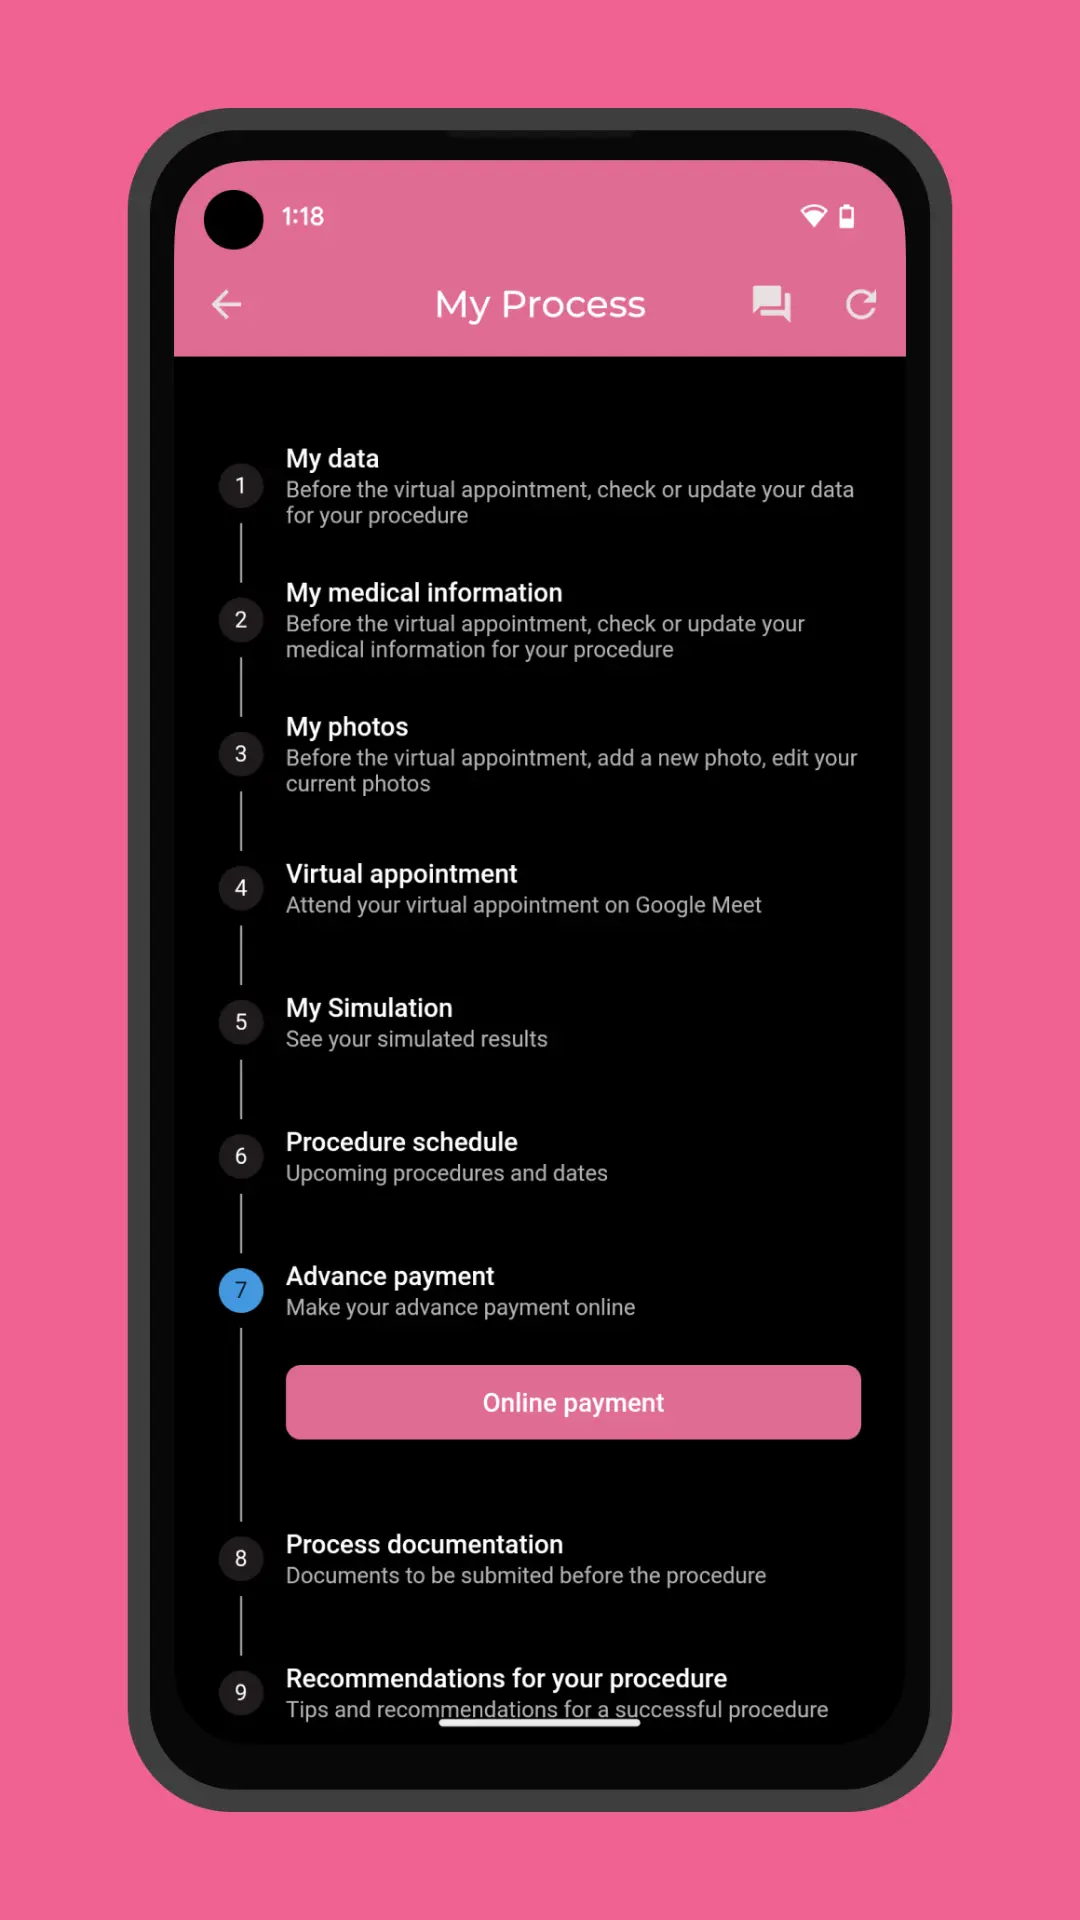 1:18
My Process
1
My data
Before the virtual appointment, check or update your data
for your procedure
2
My medical information
Before the virtual appointment, check or update your
medical information for your procedure
3
My photos
Before the virtual appointment, add a new photo, edit your
current photos
4
Virtual appointment
Attend your virtual appointment on Google Meet
5
My Simulation
See your simulated results
6
Procedure schedule
Upcoming procedures and dates
7
Advance payment
Make your advance payment online
Online payment
8
Process documentation
Documents to be submited before the procedure
9
Recommendations for your procedure
Tips and recommendations for a successful procedure